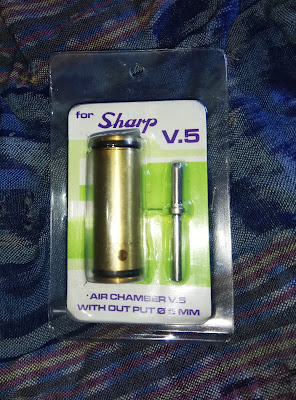 for Sharp
V.5
AIR CHAMBER V.5
WITH OUT PUT Ø 5 MM